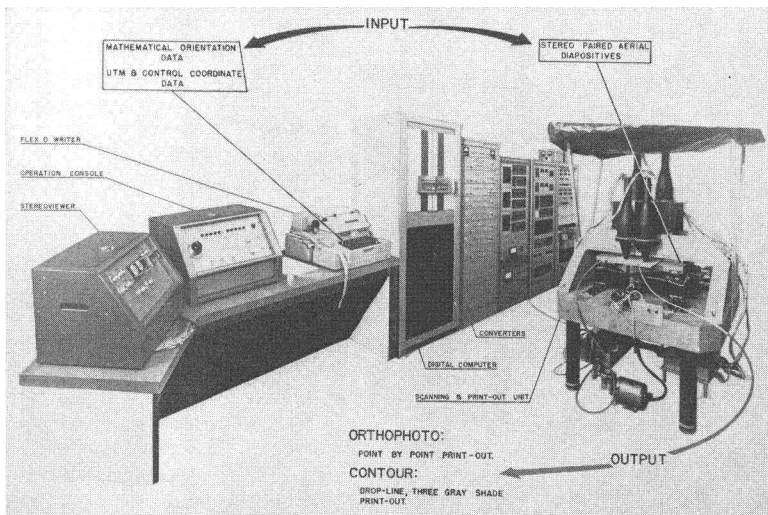 INPUT
MATHEMATICAL ORIENTATION
DATA
UTM & CONTROL COORDINATE
DATA
STEREO PAIRED AERIAL
DIAPOSITIVES
FLEX O WRITER
OPERATION CONSOLE
STEREOVIEWER
CONVERTERS
DIGITAL COMPUTER
SCANNING & PRINT-OUT UNIT
ORTHOPHOTO:
POINT BY POINT PRINT-OUT.
CONTOUR:
DROP-LINE, THREE GRAY SHADE
PRINT-OUT.
OUTPUT